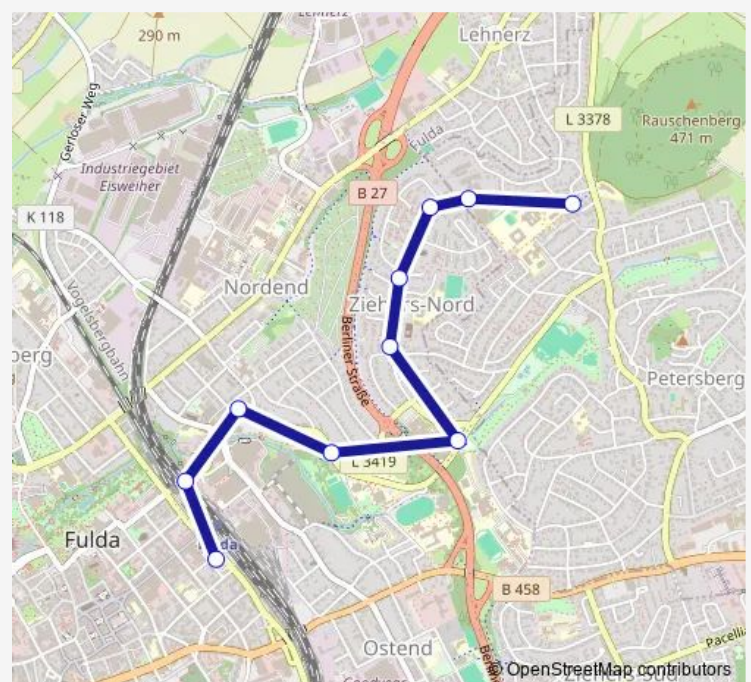 Lehnerz
290 m
Lehnerz
Gerloser Weg
L 3378
Rauschenberg
471 m
Fulda
Industriegebiet
Eisweiher
B 27
K 118
Nordend
Ziehers-Nord
Vogelsbergbahn
Berliner Straße
berg
Petersberg
L 3419
Fulda
B 458
Ostend
© OpenStreetMap contributors